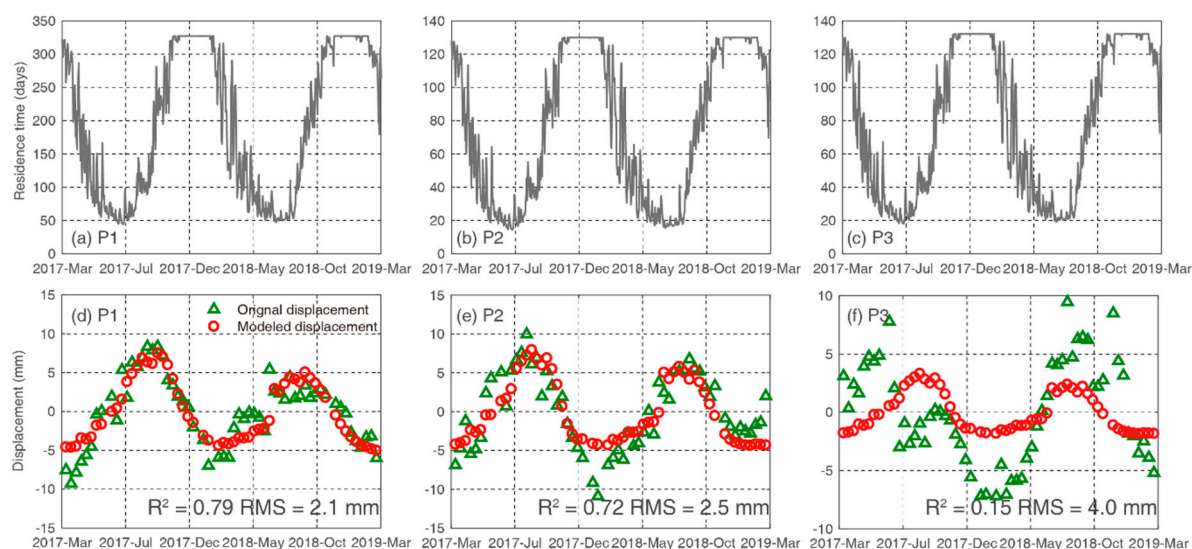 350
300
250
200
150
100
50
0
Residence time (days)
(a) P1
2017-Mar 2017-Jul 2017-Dec 2018-May 2018-Oct 2019-Mar
140
120
100
80
60
40
20
0
(b) P2
2017-Mar 2017-Jul 2017-Dec 2018-May 2018-Oct 2019-Mar
140
120
100
80
60
40
20
0
(c) P3
2017-Mar 2017-Jul 2017-Dec 2018-May 2018-Oct 2019-Mar
15
10
5
0
-5
-10
-15
Displacement (mm)
(d) P1
Orignal displacement
Modeled displacement
R² = 0.79 RMS = 2.1 mm
2017-Mar 2017-Jul 2017-Dec 2018-May 2018-Oct 2019-Mar
15
10
5
0
-5
-10
-15
(e) P2
R² = 0.72 RMS = 2.5 mm
2017-Mar 2017-Jul 2017-Dec 2018-May 2018-Oct 2019-Mar
10
5
0
-5
-10
(f) P3
R² = 0.15 RMS = 4.0 mm
2017-Mar 2017-Jul 2017-Dec 2018-May 2018-Oct 2019-Mar